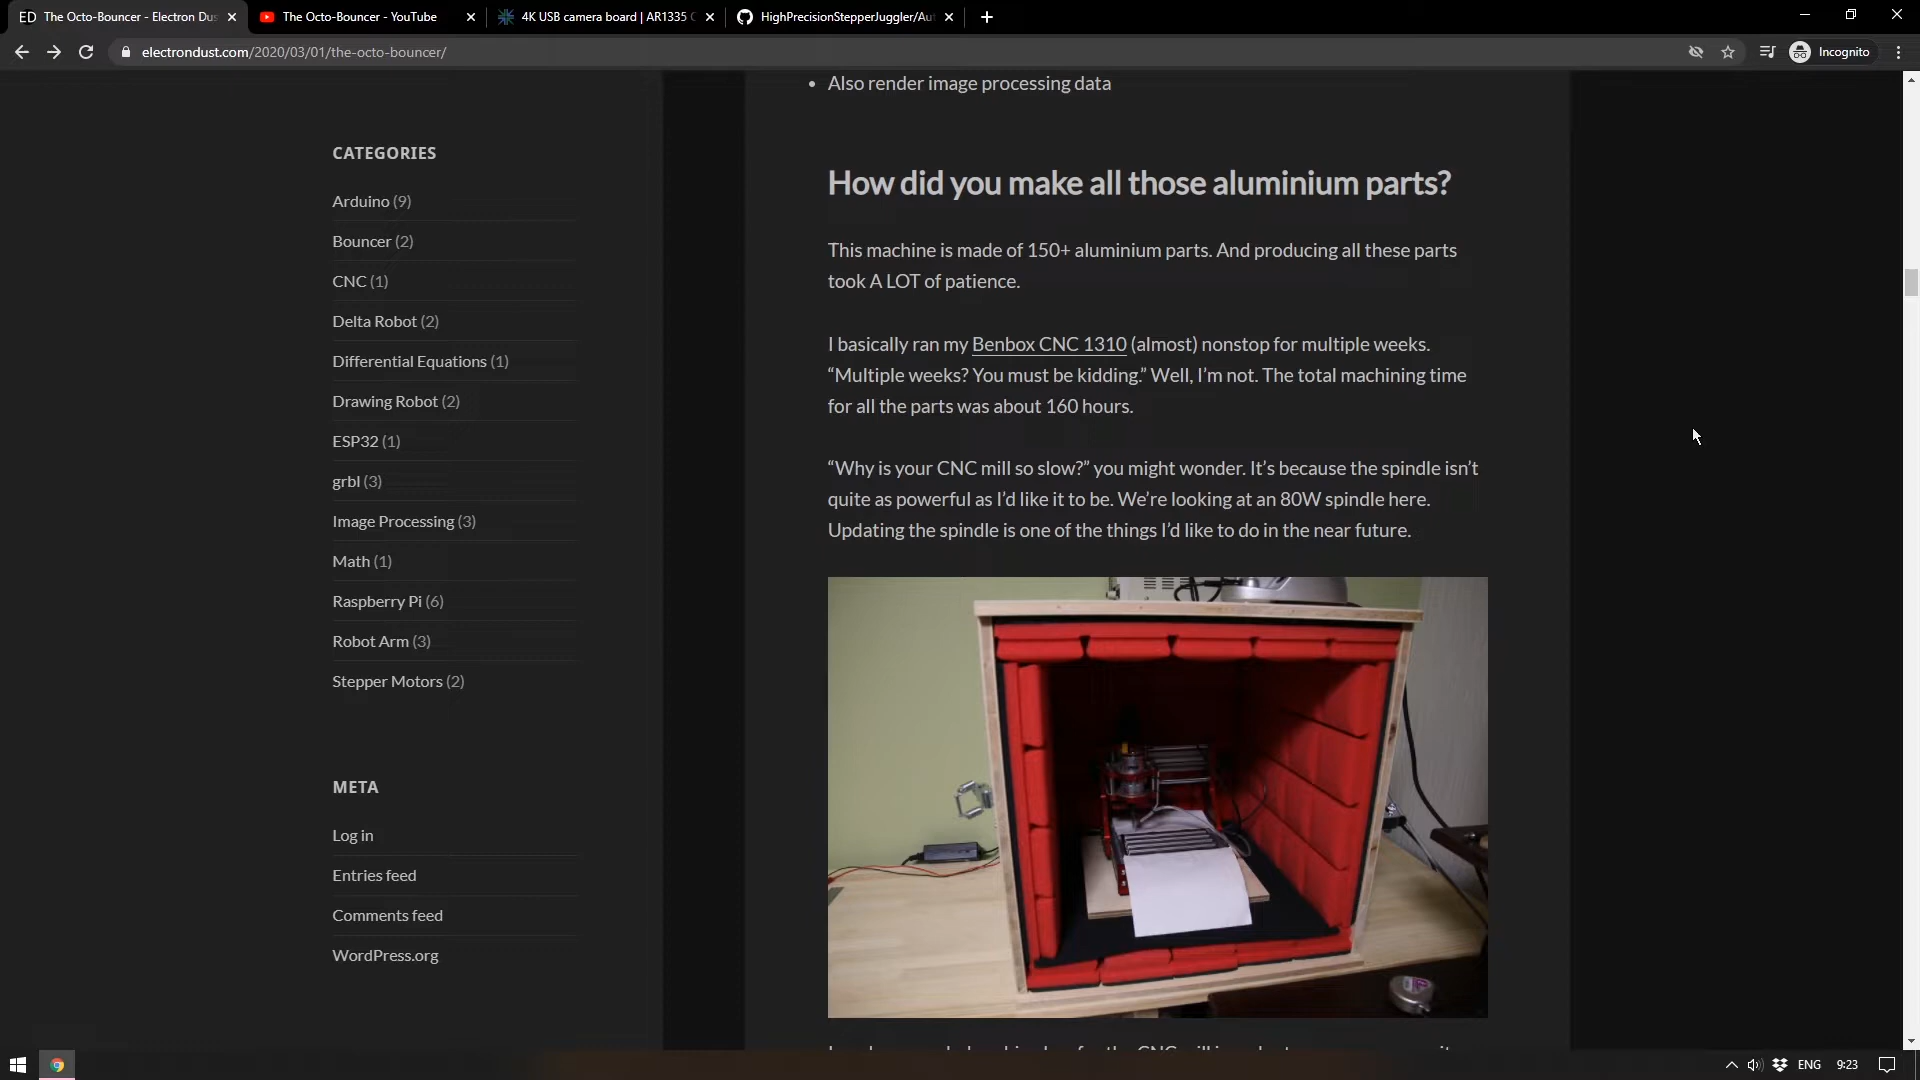 The Octo-Bouncer - Electron Dus
The Octo-Bouncer - YouTube
4K USB camera board | AR1335
HighPrecisionStepperJuggler/Aut
electrondust.com/2020/03/01/the-octo-bouncer/
Incognito
Also render image processing data
CATEGORIES
Arduino (9)
Bouncer (2)
CNC (1)
Delta Robot (2)
Differential Equations (1)
Drawing Robot (2)
ESP32 (1)
grbl (3)
Image Processing (3)
Math (1)
Raspberry Pi (6)
Robot Arm (3)
Stepper Motors (2)
META
Log in
Entries feed
Comments feed
WordPress.org
How did you make all those aluminium parts?
This machine is made of 150+ aluminium parts. And producing all these parts
took A LOT of patience.
I basically ran my Benbox CNC 1310 (almost) nonstop for multiple weeks.
“Multiple weeks? You must be kidding.” Well, I’m not. The total machining time
for all the parts was about 160 hours.
“Why is your CNC mill so slow?” you might wonder. It’s because the spindle isn’t
quite as powerful as I’d like it to be. We’re looking at an 80W spindle here.
Updating the spindle is one of the things I’d like to do in the near future.
ENG
9:23